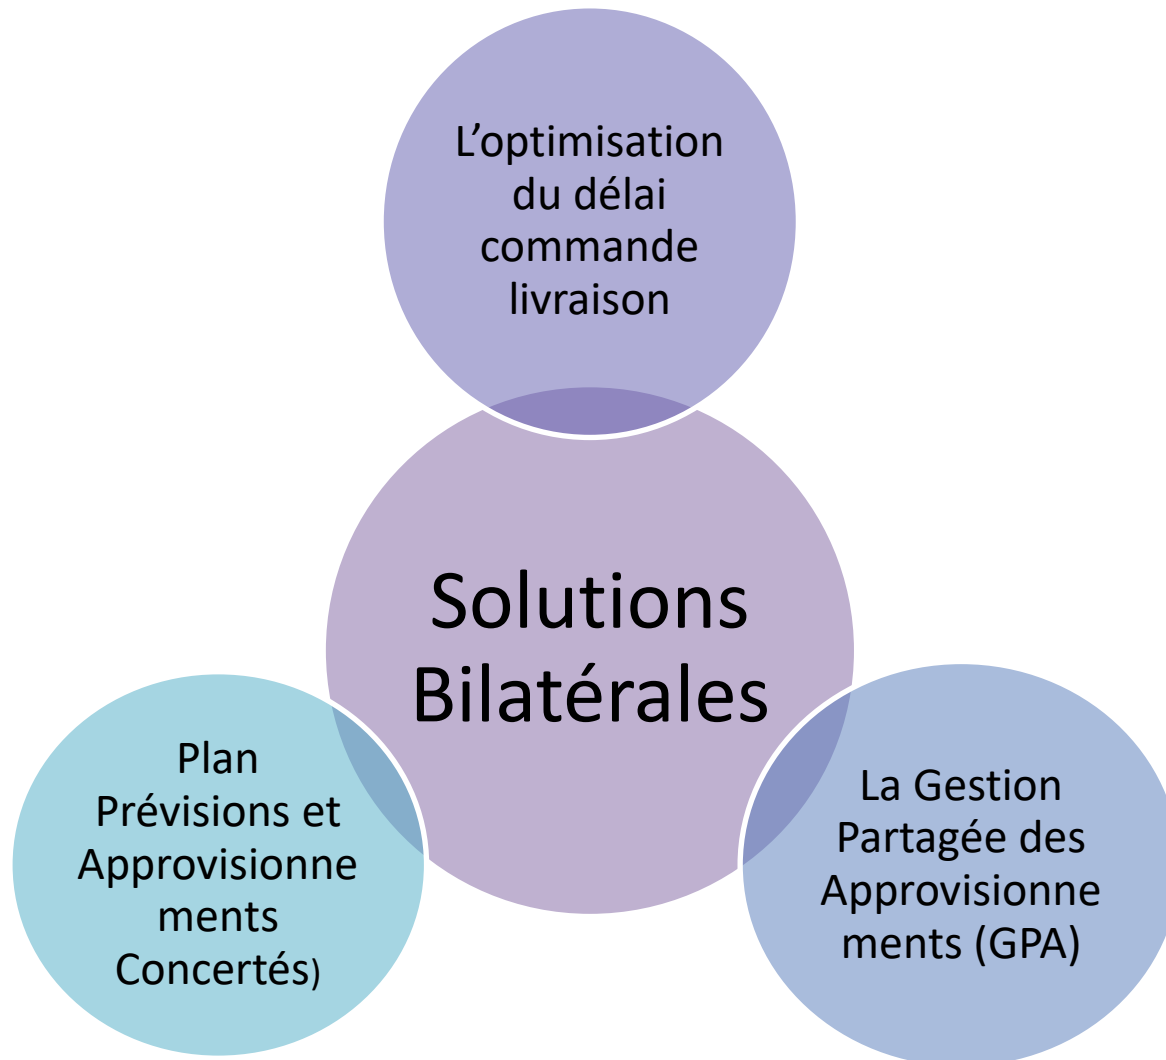 L’optimisation
du délai
commande
livraison
Solutions
Bilatérales
Plan
Prévisions et
Approvisionne
ments
Concertés)
La Gestion
Partagée des
Approvisionne
ments (GPA)